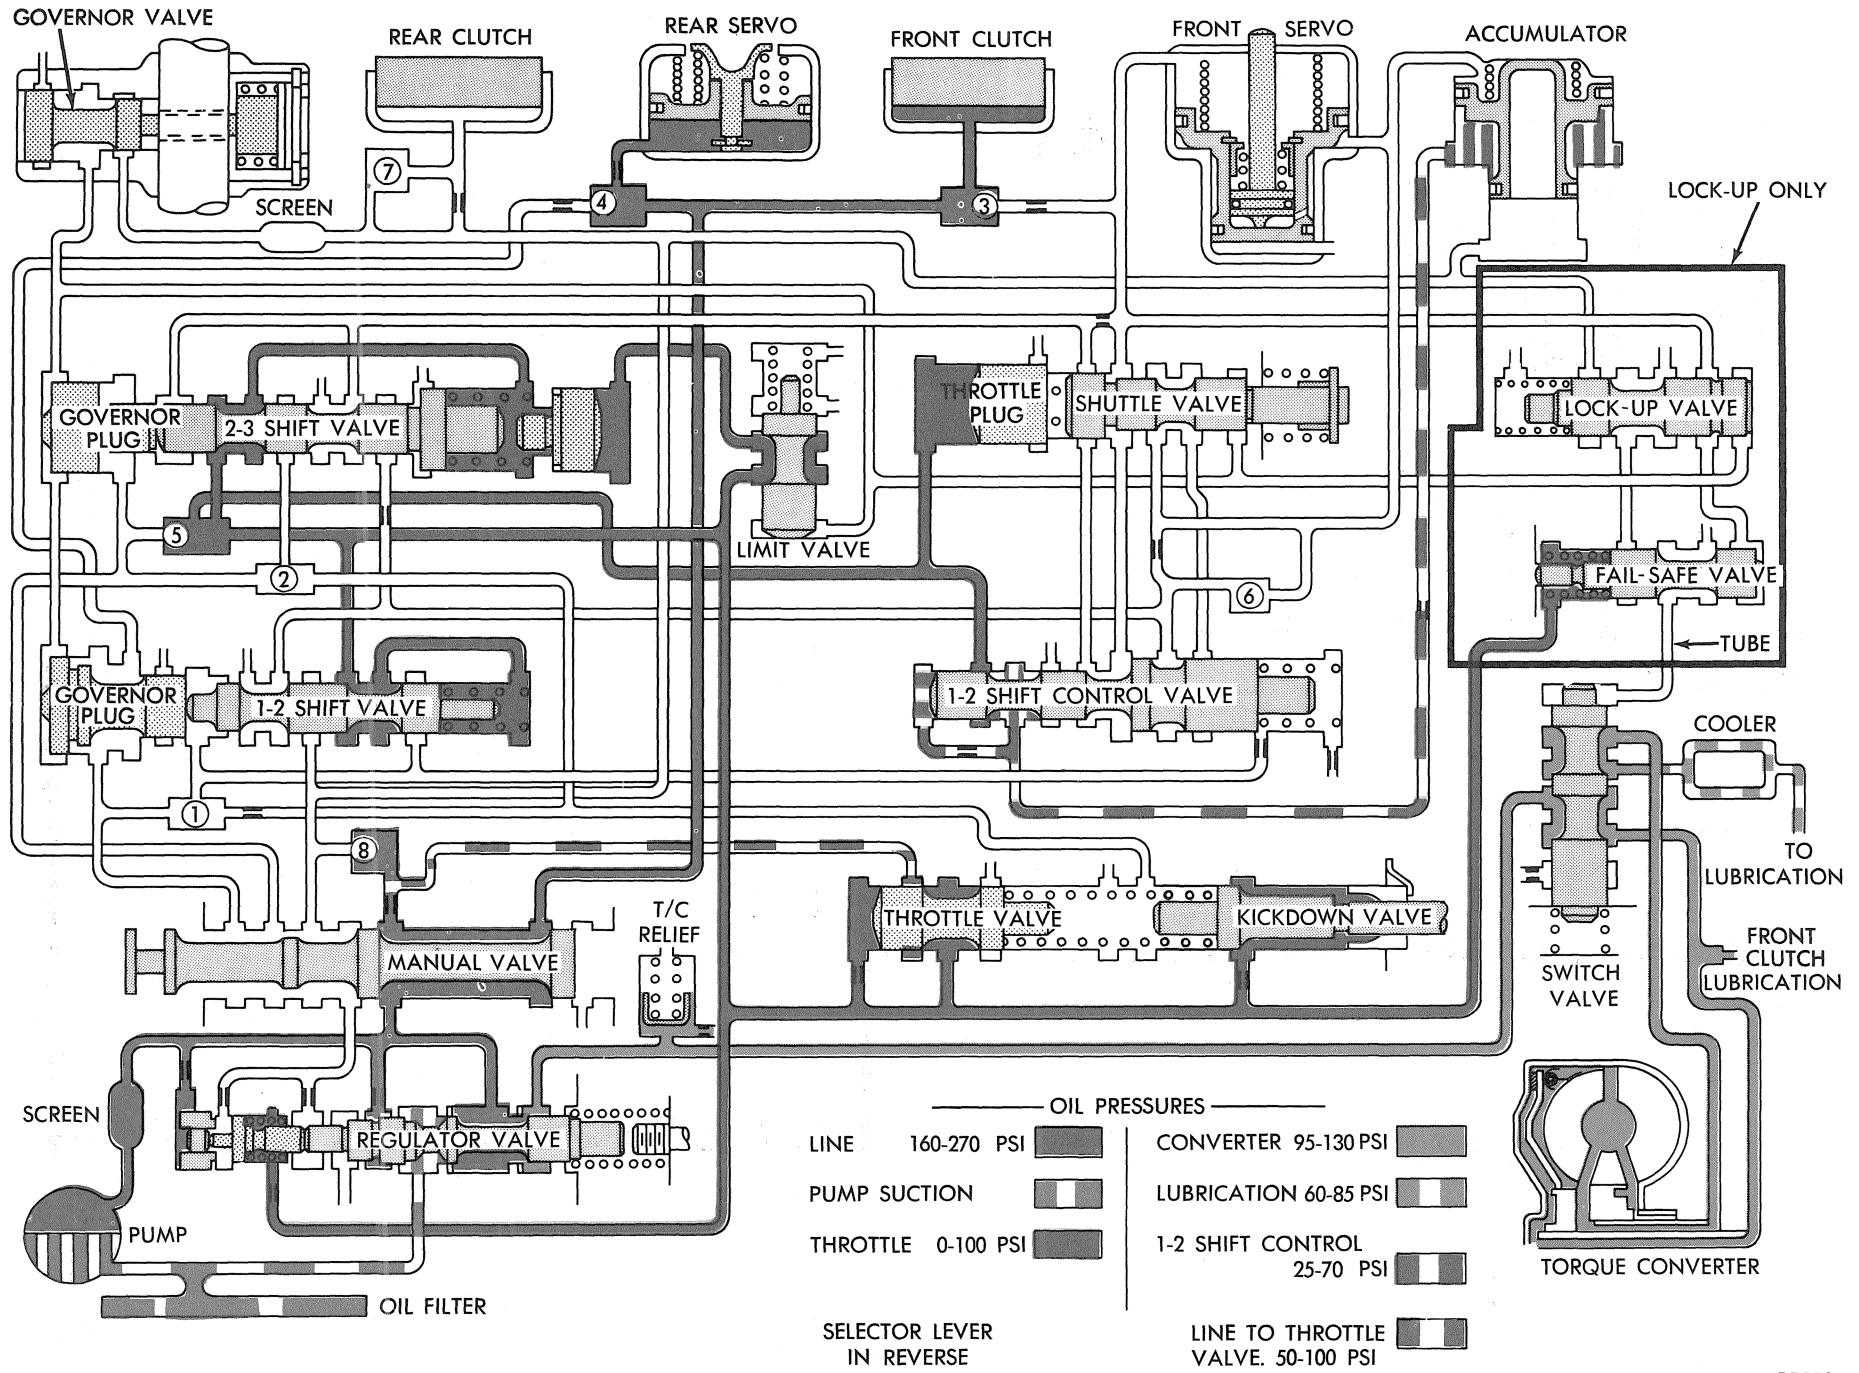 GOVERNOR VALVE
REAR CLUTCH
REAR SERVO
FRONT CLUTCH
FRONT SERVO
ACCUMULATOR
LOCK-UP ONLY
SCREEN
7
4
3
GOVERNOR
PLUG
2-3 SHIFT VALVE
THROTTLE
PLUG
SHUTTLE VALVE
LOCK-UP VALVE
5
LIMIT VALVE
2
6
FAIL-SAFE VALVE
TUBE
GOVERNOR
PLUG
1-2 SHIFT VALVE
1-2 SHIFT CONTROL VALVE
COOLER
1
8
TO
LUBRICATION
T/C
RELIEF
THROTTLE VALVE
KICKDOWN VALVE
MANUAL VALVE
SWITCH
VALVE
FRONT
CLUTCH
LUBRICATION
SCREEN
REGULATOR VALVE
PUMP
OIL FILTER
TORQUE CONVERTER
OIL PRESSURES
LINE 160-270 PSI
PUMP SUCTION
THROTTLE 0-100 PSI
CONVERTER 95-130 PSI
LUBRICATION 60-85 PSI
1-2 SHIFT CONTROL
25-70 PSI
LINE TO THROTTLE
VALVE. 50-100 PSI
SELECTOR LEVER
IN REVERSE